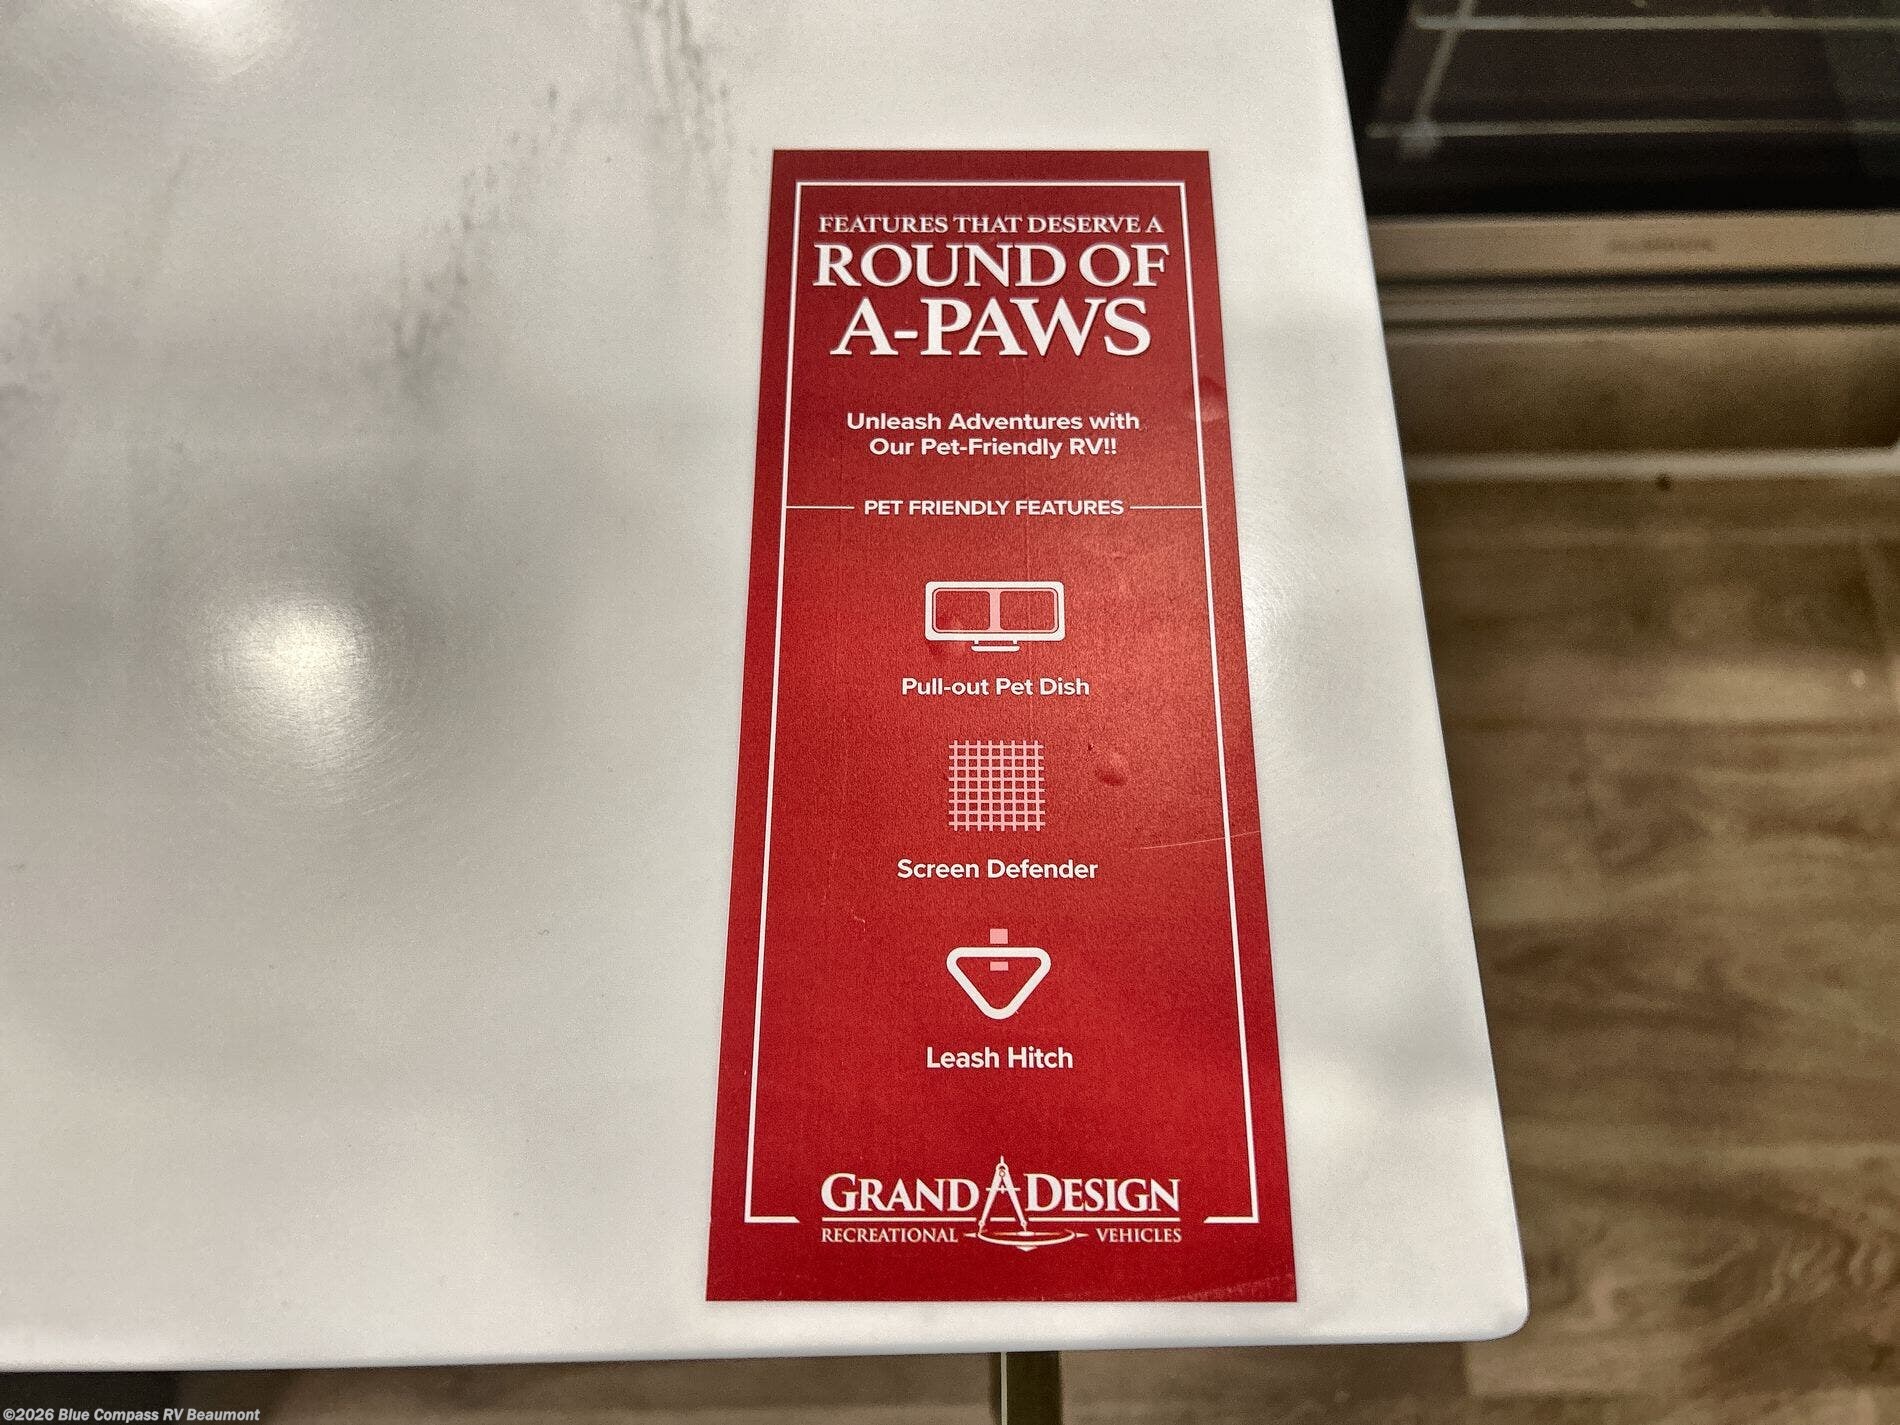 FEATURES THAT DESERVE A
ROUND OF
A-PAWS
Unleash Adventures with
Our Pet-Friendly RV!!
PET FRIENDLY FEATURES
Pull-out Pet Dish
Screen Defender
Leash Hitch
GRAND DESIGN
RECREATIONAL VEHICLES
©2026 Blue Compass RV Beaumont